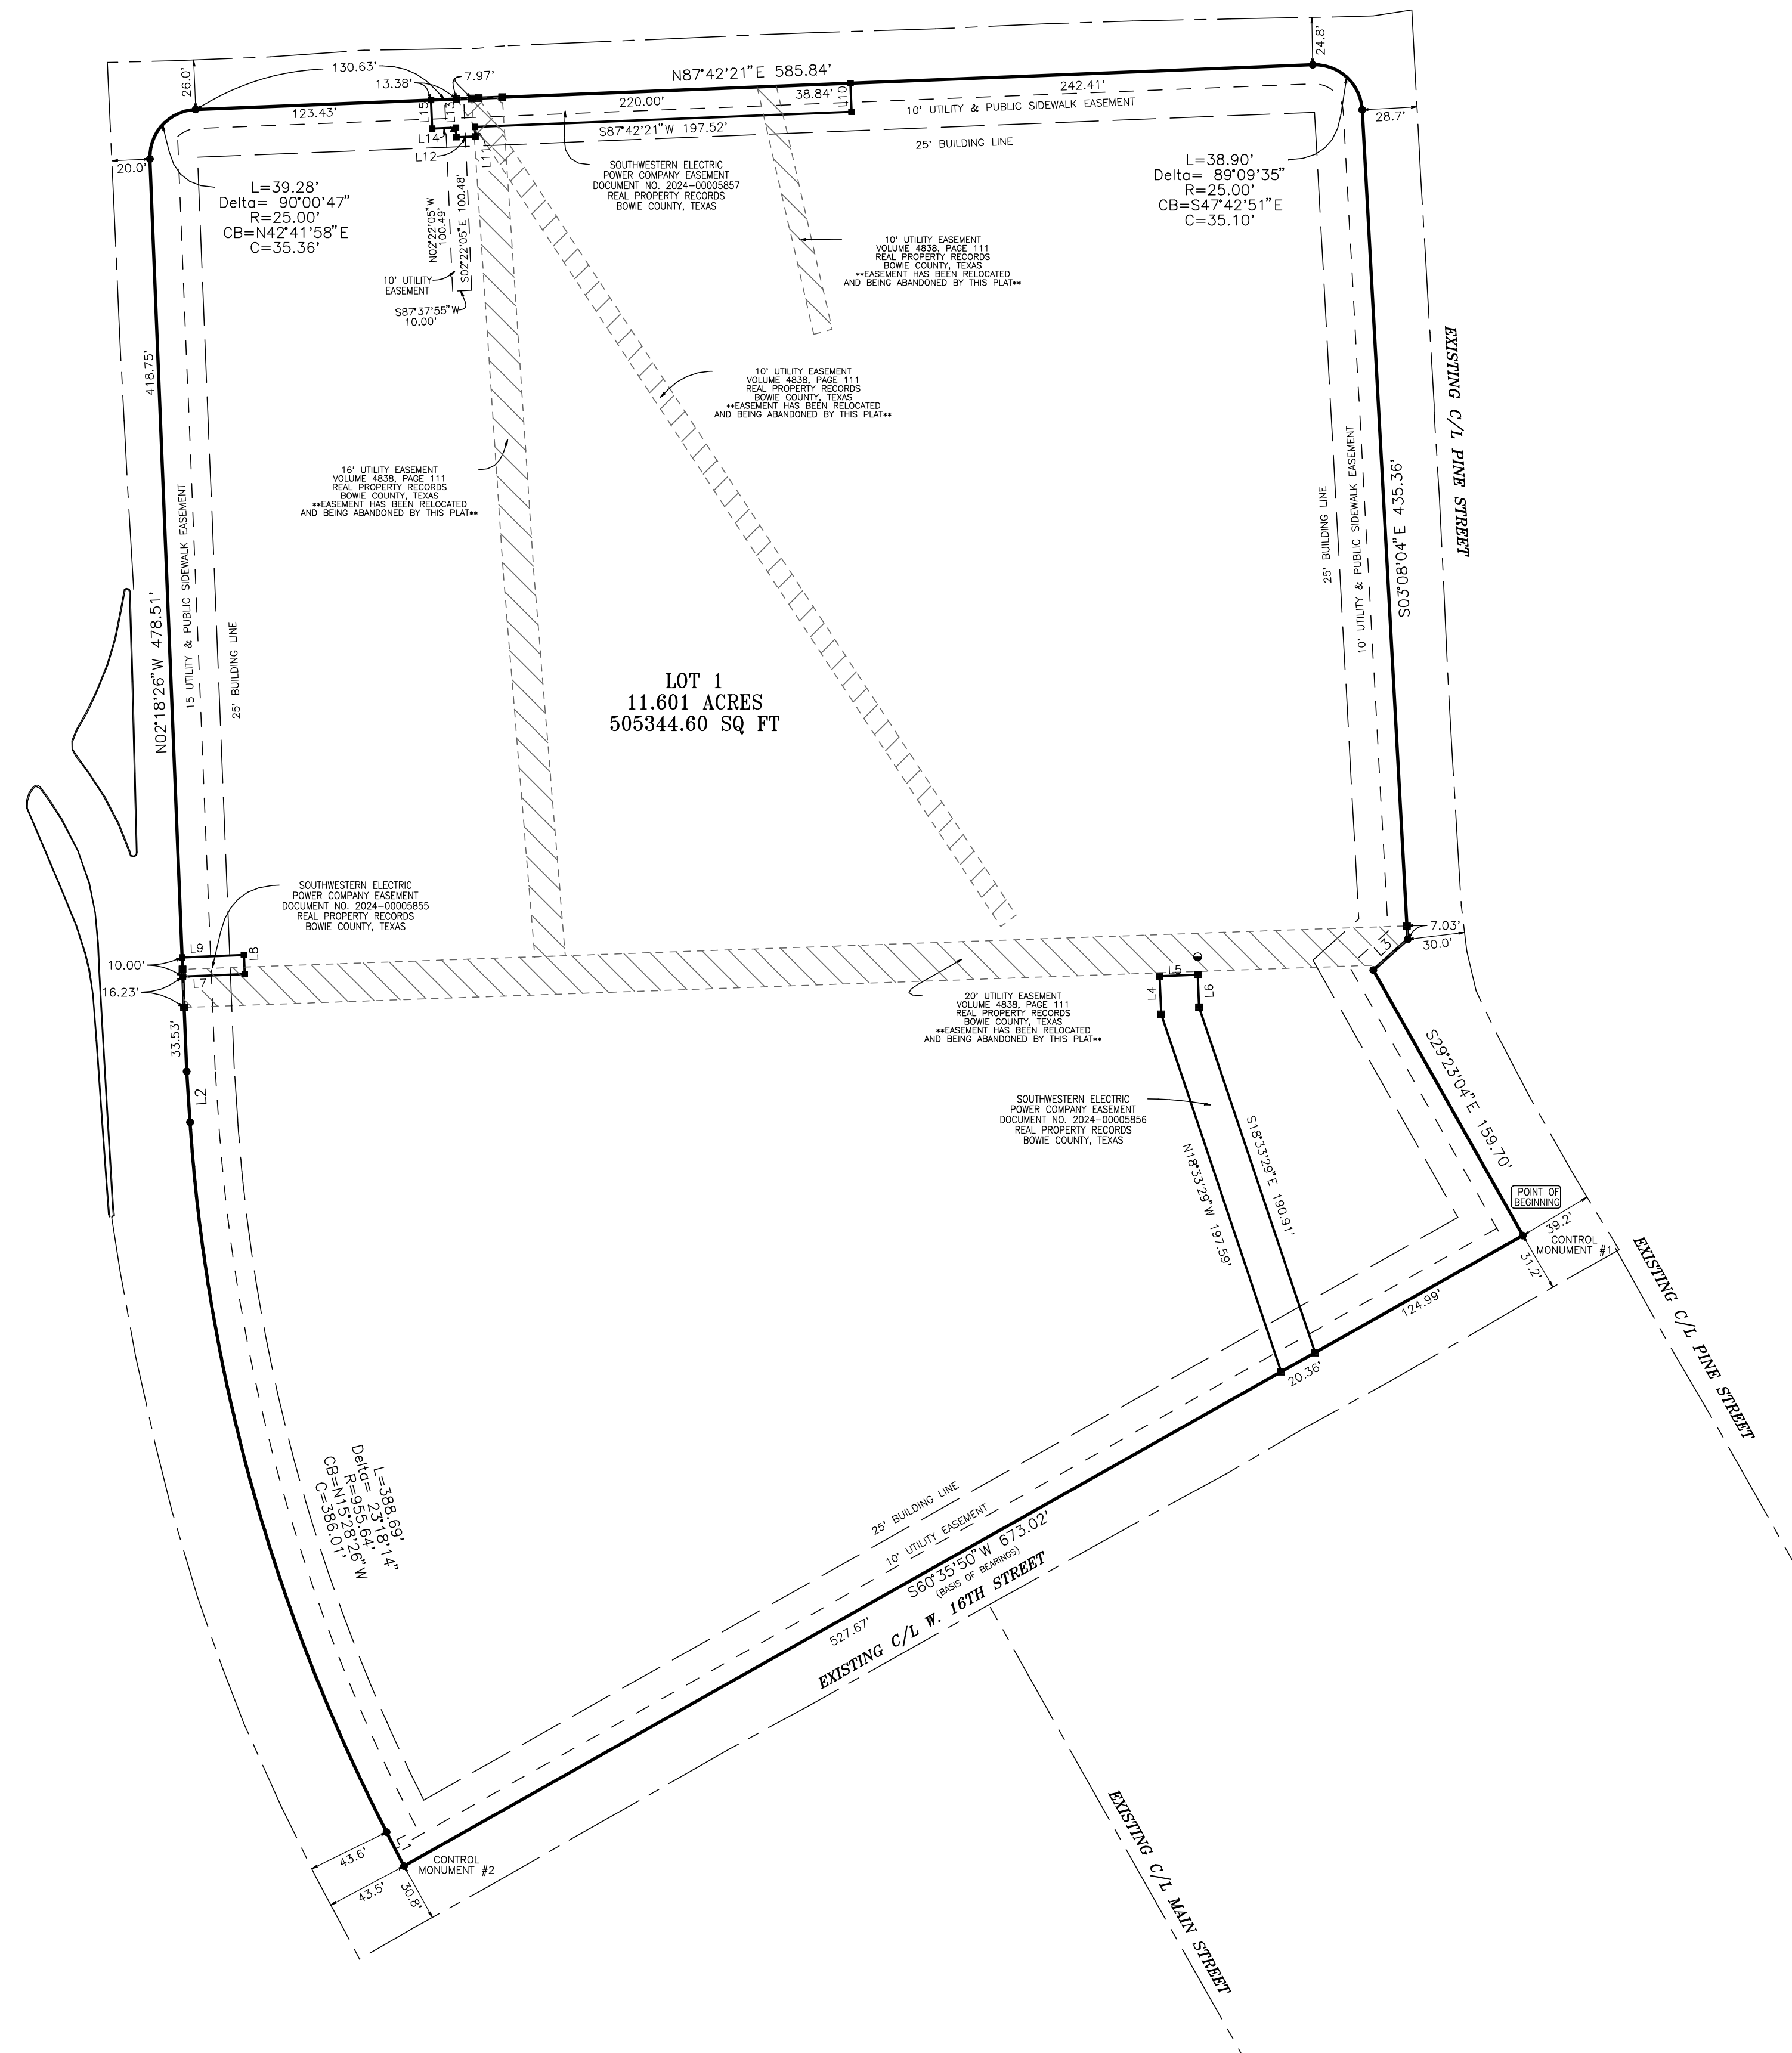 24.8'
26.0'
130.63'
13.38'
7.97'
N87°42'21"E 585.84'
123.43'
L15
L13
220.00'
38.84'
L10
242.41'
10' UTILITY & PUBLIC SIDEWALK EASEMENT
28.7'
L14
S87°42'21"W 197.52'
25' BUILDING LINE
20.0'
L12
L11
L=39.28'
Delta= 90°00'47"
R=25.00'
CB=N42°41'58"E
C=35.36'
SOUTHWESTERN ELECTRIC
POWER COMPANY EASEMENT
DOCUMENT NO. 2024-00005857
REAL PROPERTY RECORDS
BOWIE COUNTY, TEXAS
L=38.90'
Delta= 89°09'35"
R=25.00'
CB=S47°42'51"E
C=35.10'
N02°22'05"W
100.49'
S02°22'05"E 100.48'
10' UTILITY
EASEMENT
S87°37'55"W
10.00'
10' UTILITY EASEMENT
VOLUME 4838, PAGE 111
REAL PROPERTY RECORDS
BOWIE COUNTY, TEXAS
**EASEMENT HAS BEEN RELOCATED
AND BEING ABANDONED BY THIS PLAT**
418.75'
10' UTILITY EASEMENT
VOLUME 4838, PAGE 111
REAL PROPERTY RECORDS
BOWIE COUNTY, TEXAS
**EASEMENT HAS BEEN RELOCATED
AND BEING ABANDONED BY THIS PLAT**
EXISTING C/L PINE STREET
16' UTILITY EASEMENT
VOLUME 4838, PAGE 111
REAL PROPERTY RECORDS
BOWIE COUNTY, TEXAS
**EASEMENT HAS BEEN RELOCATED
AND BEING ABANDONED BY THIS PLAT**
N02°18'26"W 478.51'
15 UTILITY & PUBLIC SIDEWALK EASEMENT
25' BUILDING LINE
25' BUILDING LINE
10' UTILITY & PUBLIC SIDEWALK EASEMENT
S03°08'04"E 435.36'
LOT 1
11.601 ACRES
505344.60 SQ FT
SOUTHWESTERN ELECTRIC
POWER COMPANY EASEMENT
DOCUMENT NO. 2024-00005855
REAL PROPERTY RECORDS
BOWIE COUNTY, TEXAS
7.03'
L3
30.0'
L9
L8
10.00'
L7
16.23'
33.53'
L2
L5
L4
L6
20' UTILITY EASEMENT
VOLUME 4838, PAGE 111
REAL PROPERTY RECORDS
BOWIE COUNTY, TEXAS
**EASEMENT HAS BEEN RELOCATED
AND BEING ABANDONED BY THIS PLAT**
SOUTHWESTERN ELECTRIC
POWER COMPANY EASEMENT
DOCUMENT NO. 2024-00005856
REAL PROPERTY RECORDS
BOWIE COUNTY, TEXAS
S29°23'04"E 159.70'
N18°33'29"W 197.59'
S18°33'29"E 190.91'
POINT OF
BEGINNING
39.2'
CONTROL
MONUMENT #1
31.2'
EXISTING C/L PINE STREET
124.99'
20.36'
L=388.69'
Delta= 23°18'14"
R=955.64'
CB=N15°28'26"W
C=386.01'
25' BUILDING LINE
10' UTILITY EASEMENT
S60°35'50"W 673.02'
(BASIS OF BEARINGS)
527.67'
EXISTING C/L W. 16TH STREET
EXISTING C/L MAIN STREET
L1
43.6'
CONTROL
MONUMENT #2
43.5'
30.8'